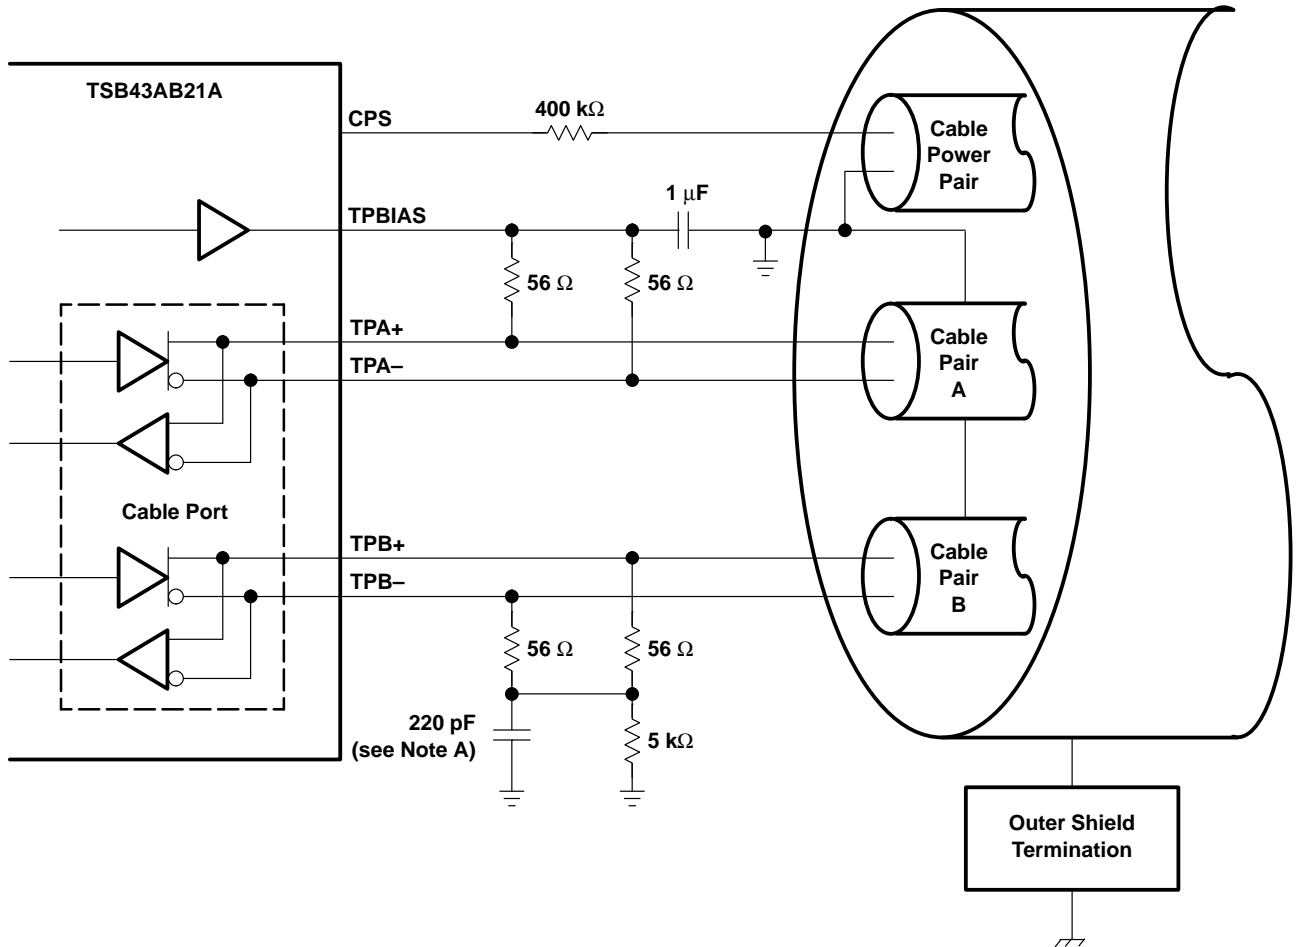 TSB43AB21A
CPS
400 kΩ
Cable
Power
Pair
TPBIAS
1 μF
56 Ω
56 Ω
TPA+
TPA–
Cable
Pair
A
Cable Port
TPB+
TPB–
Cable
Pair
B
56 Ω
56 Ω
220 pF
(see Note A)
5 kΩ
Outer Shield
Termination